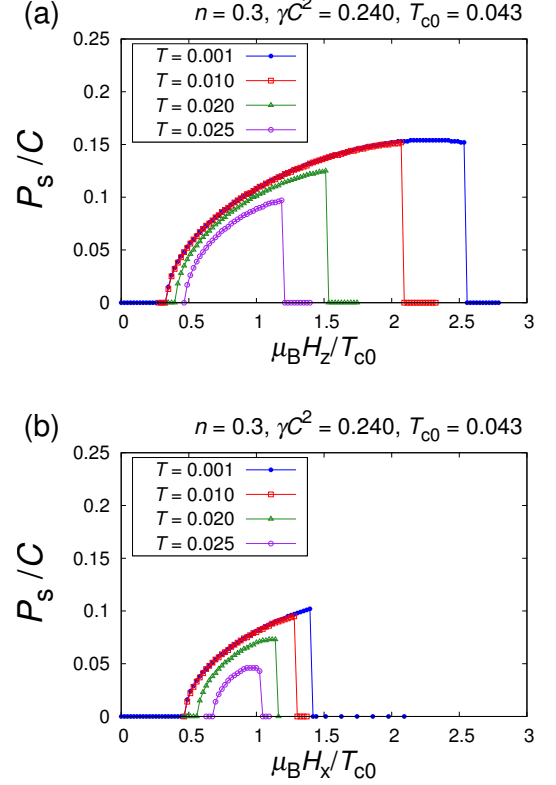 (a)
n = 0.3, γC² = 0.240, T_c0 = 0.043
0.25
0.2
0.15
0.1
0.05
0
P_s /C
T = 0.001
T = 0.010
T = 0.020
T = 0.025
0 0.5 1 1.5 2 2.5 3
μ_B H_z /T_c0
(b)
n = 0.3, γC² = 0.240, T_c0 = 0.043
0.25
0.2
0.15
0.1
0.05
0
P_s /C
T = 0.001
T = 0.010
T = 0.020
T = 0.025
0 0.5 1 1.5 2 2.5 3
μ_B H_x /T_c0